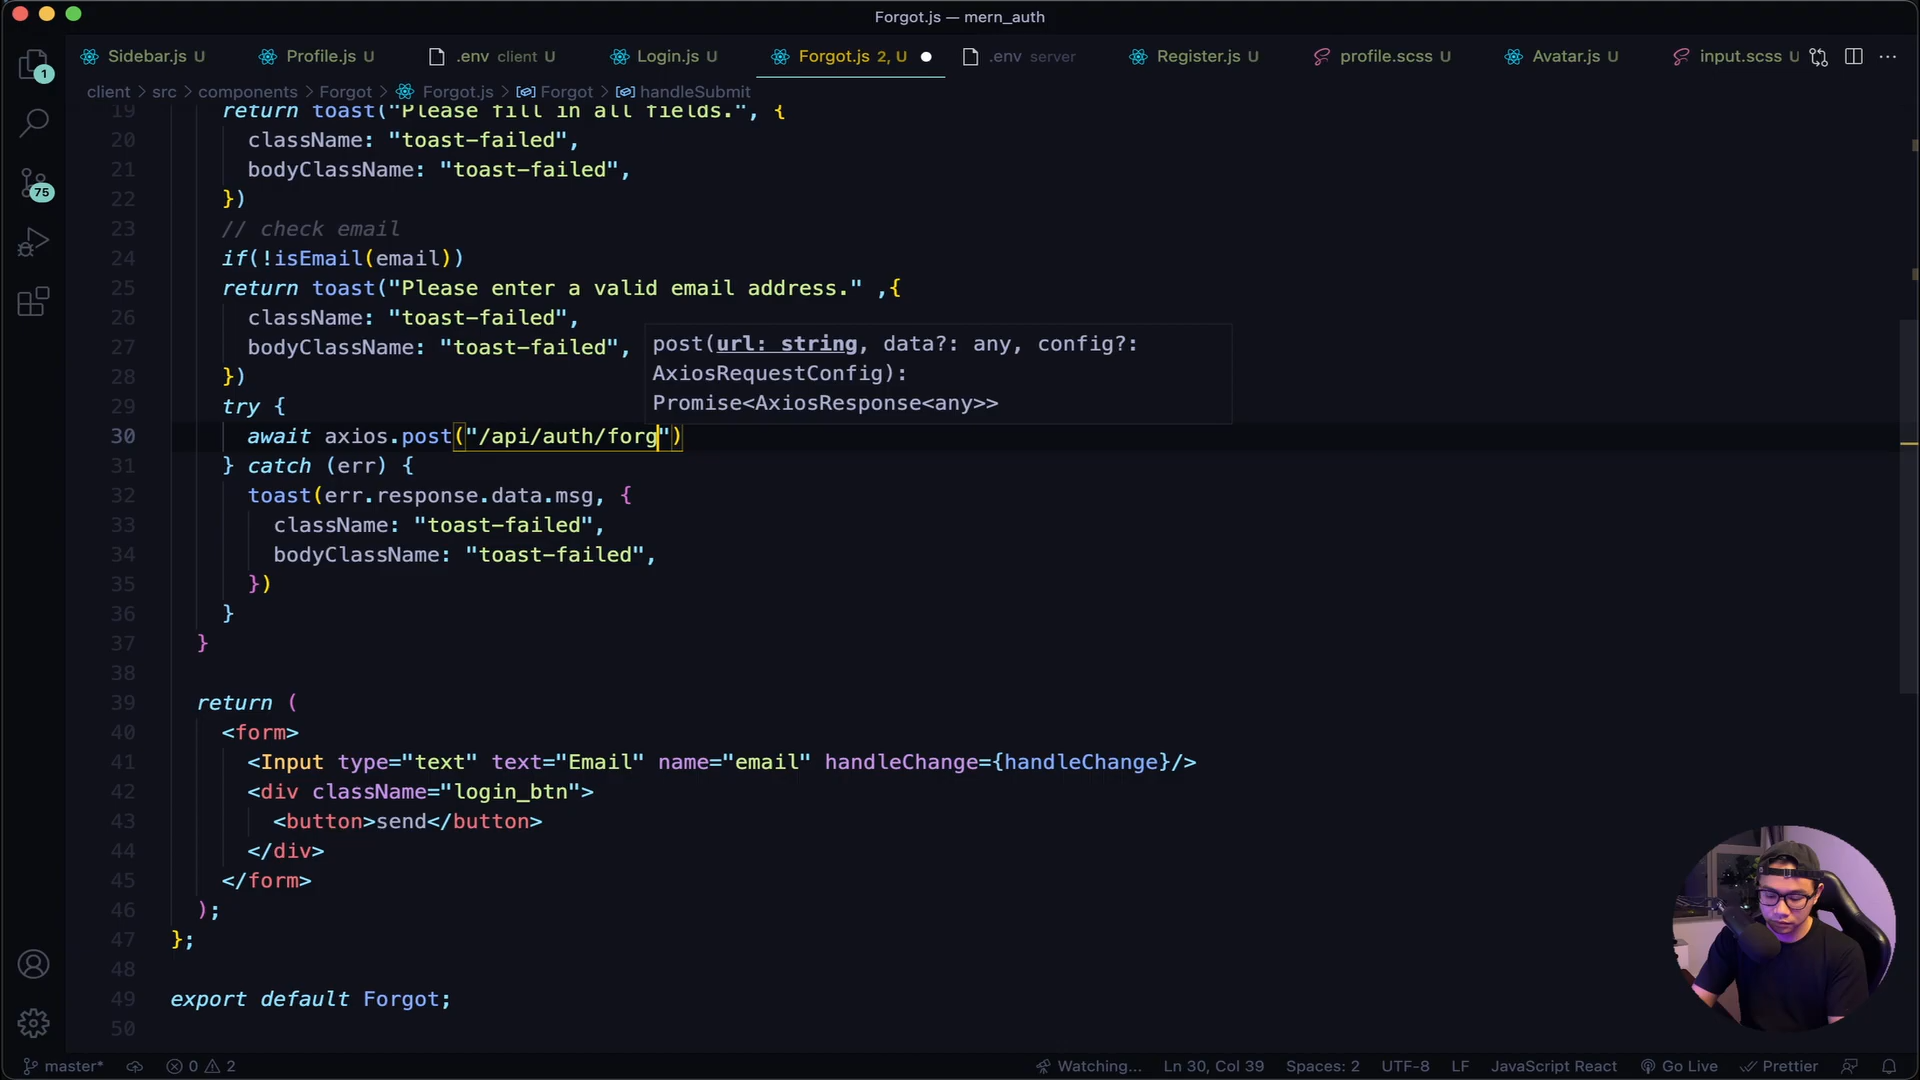 Forgot.js — mern_auth
Sidebar.js U Profile.js U .env client U Login.js U Forgot.js 2, U .env server Register.js U profile.scss U Avatar.js U input.scss U
client > src > components > Forgot > Forgot.js > Forgot > handleSubmit
19 return toast("Please fill in all fields.", {
20 className: "toast-failed",
21 bodyClassName: "toast-failed",
22 })
23 // check email
24 if(!isEmail(email))
25 return toast("Please enter a valid email address." ,{
26 className: "toast-failed",
27 bodyClassName: "toast-failed",
28 })
29 try {
30 await axios.post("/api/auth/forg")
31 } catch (err) {
32 toast(err.response.data.msg, {
33 className: "toast-failed",
34 bodyClassName: "toast-failed",
35 })
36 }
37 }
38
39 return (
40 <form>
41 <Input type="text" text="Email" name="email" handleChange={handleChange}/>
42 <div className="login_btn">
43 <button>send</button>
44 </div>
45 </form>
46 );
47 };
48
49 export default Forgot;
50
post(url: string, data?: any, config?:
AxiosRequestConfig):
Promise<AxiosResponse<any>>
1
75
master* 0 2 Watching... Ln 30, Col 39 Spaces: 2 UTF-8 LF JavaScript React Go Live Prettier